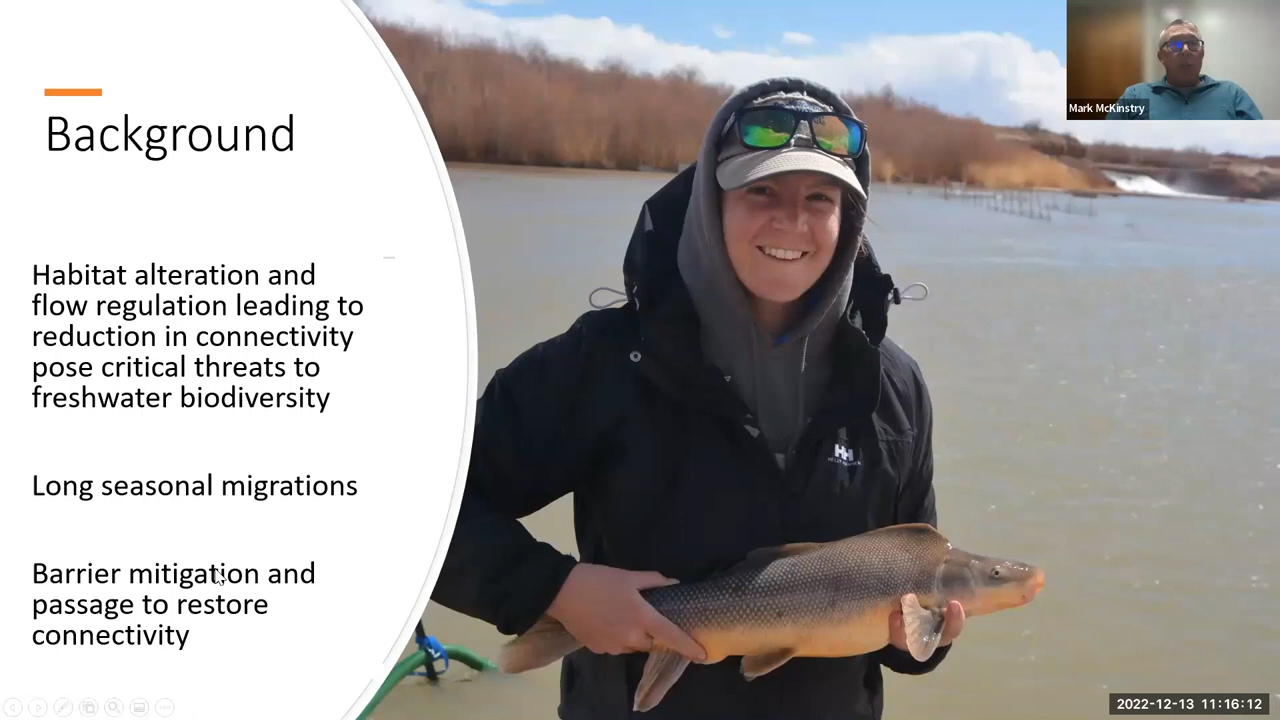 Background
Habitat alteration and
flow regulation leading to
reduction in connectivity
pose critical threats to
freshwater biodiversity
Long seasonal migrations
Barrier mitigation and
passage to restore
connectivity
Mark McKinstry
HH
2022-12-13 11:16:12